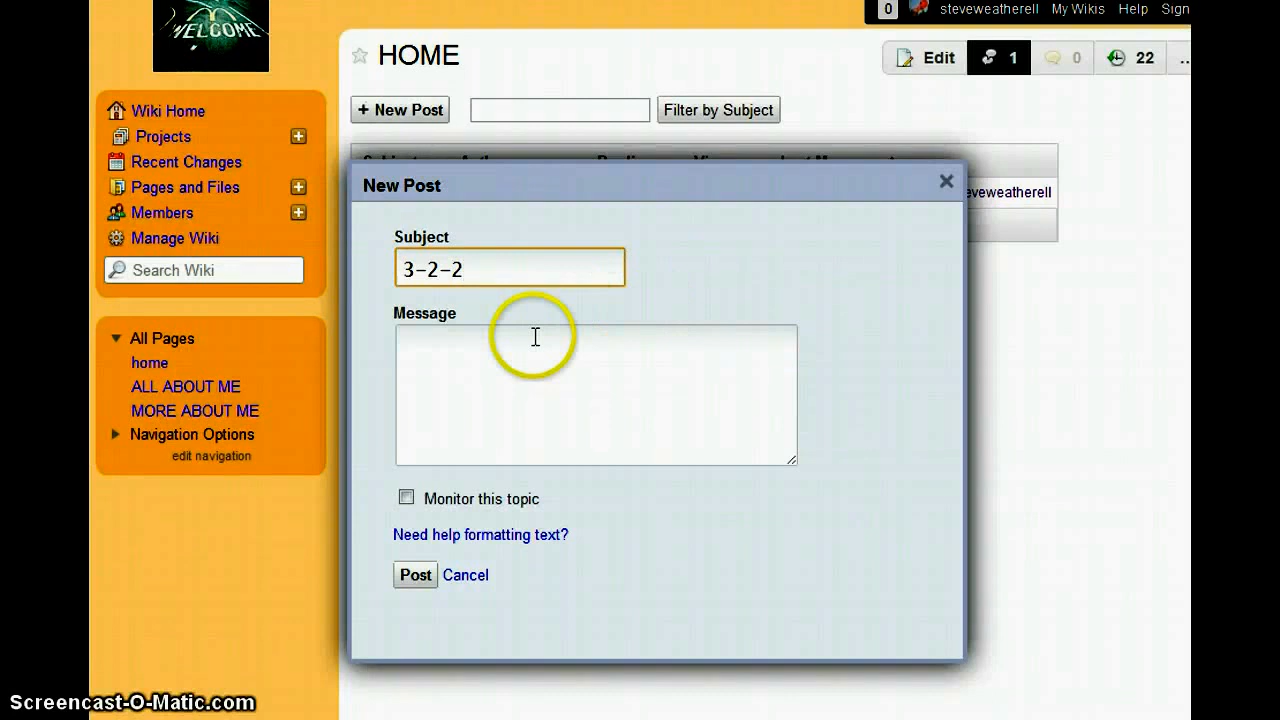 0 steveweatherell My Wikis Help Sign
WELCOME
HOME
Edit 1 0 22 ...
+ New Post Filter by Subject
Wiki Home
Projects
Recent Changes
Pages and Files
Members
Manage Wiki
Search Wiki
All Pages
home
ALL ABOUT ME
MORE ABOUT ME
Navigation Options
edit navigation
New Post
eveweatherell
Subject
3-2-2
Message
Monitor this topic
Need help formatting text?
Post Cancel
Screencast-O-Matic.com